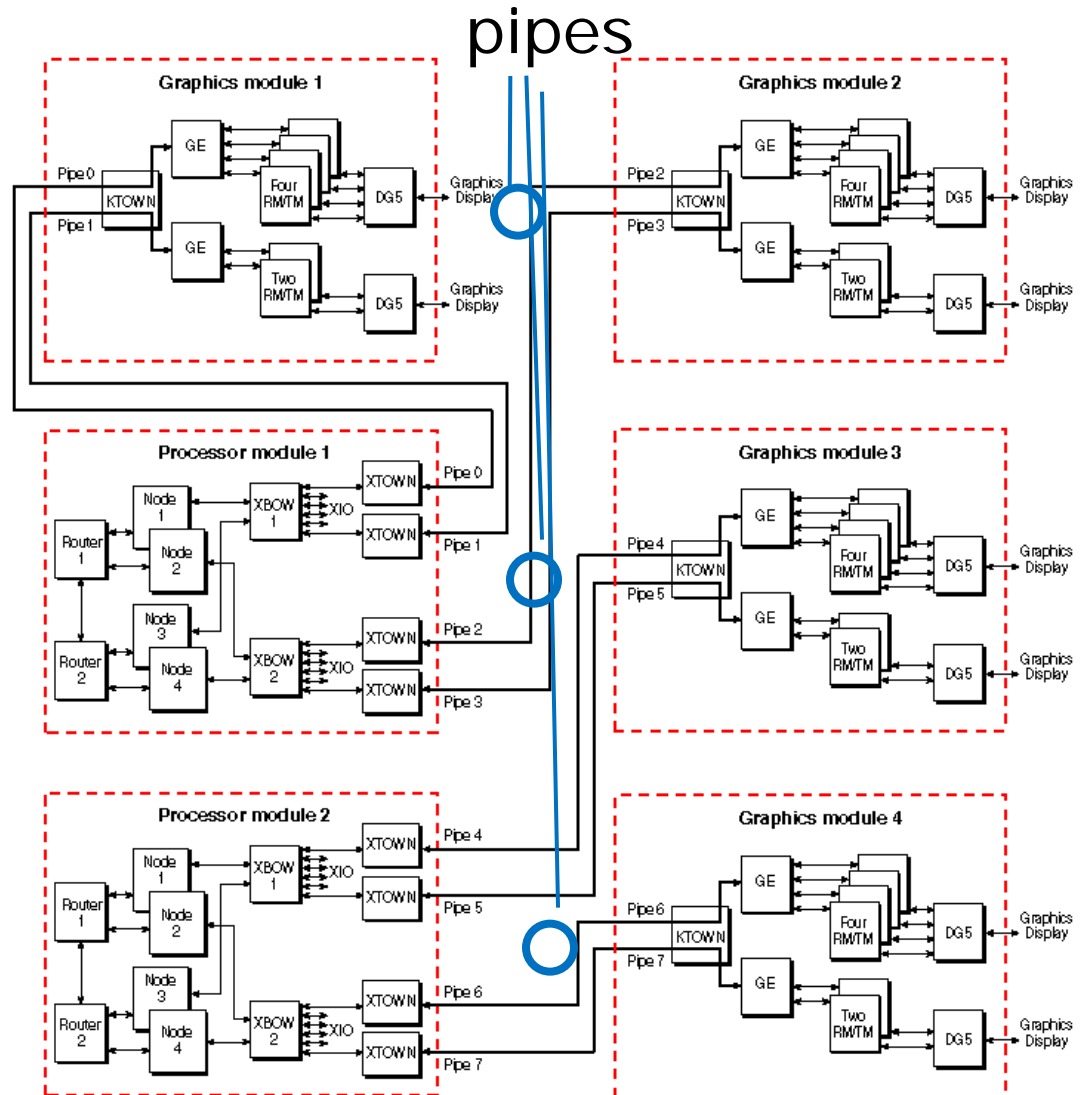 pipes
Graphics module 1
Pipe 0
Pipe 1
KTOWN
GE
Four
RM/TM
DG5
Graphics
Display
GE
Two
RM/TM
DG5
Graphics
Display
Graphics module 2
Pipe 2
Pipe 3
KTOWN
GE
Four
RM/TM
DG5
Graphics
Display
GE
Two
RM/TM
DG5
Graphics
Display
Processor module 1
Router
1
Router
2
Node
1
Node
2
Node
3
Node
4
XBOW
1
XIO
XTOWN
Pipe 0
XTOWN
Pipe 1
XBOW
2
XIO
XTOWN
Pipe 2
XTOWN
Pipe 3
Graphics module 3
Pipe 4
Pipe 5
KTOWN
GE
Four
RM/TM
DG5
Graphics
Display
GE
Two
RM/TM
DG5
Graphics
Display
Processor module 2
Router
1
Router
2
Node
1
Node
2
Node
3
Node
4
XBOW
1
XIO
XTOWN
Pipe 4
XTOWN
Pipe 5
XBOW
2
XIO
XTOWN
Pipe 6
XTOWN
Pipe 7
Graphics module 4
Pipe 6
Pipe 7
KTOWN
GE
Four
RM/TM
DG5
Graphics
Display
GE
Two
RM/TM
DG5
Graphics
Display